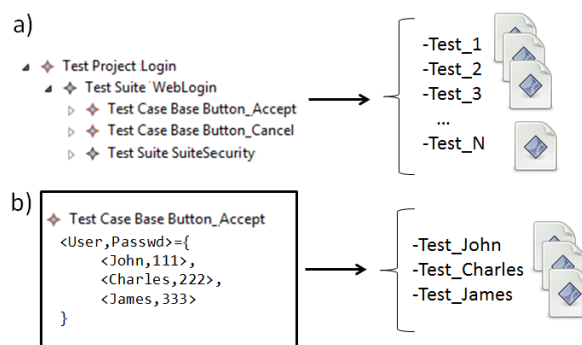 a)
Test Project Login
Test Suite WebLogin
Test Case Base Button_Accept
Test Case Base Button_Cancel
Test Suite SuiteSecurity
-Test_1
-Test_2
-Test_3
...
-Test_N
b)
Test Case Base Button_Accept
<User,Passwd>={
<John,111>,
<Charles,222>,
<James,333>
}
-Test_John
-Test_Charles
-Test_James